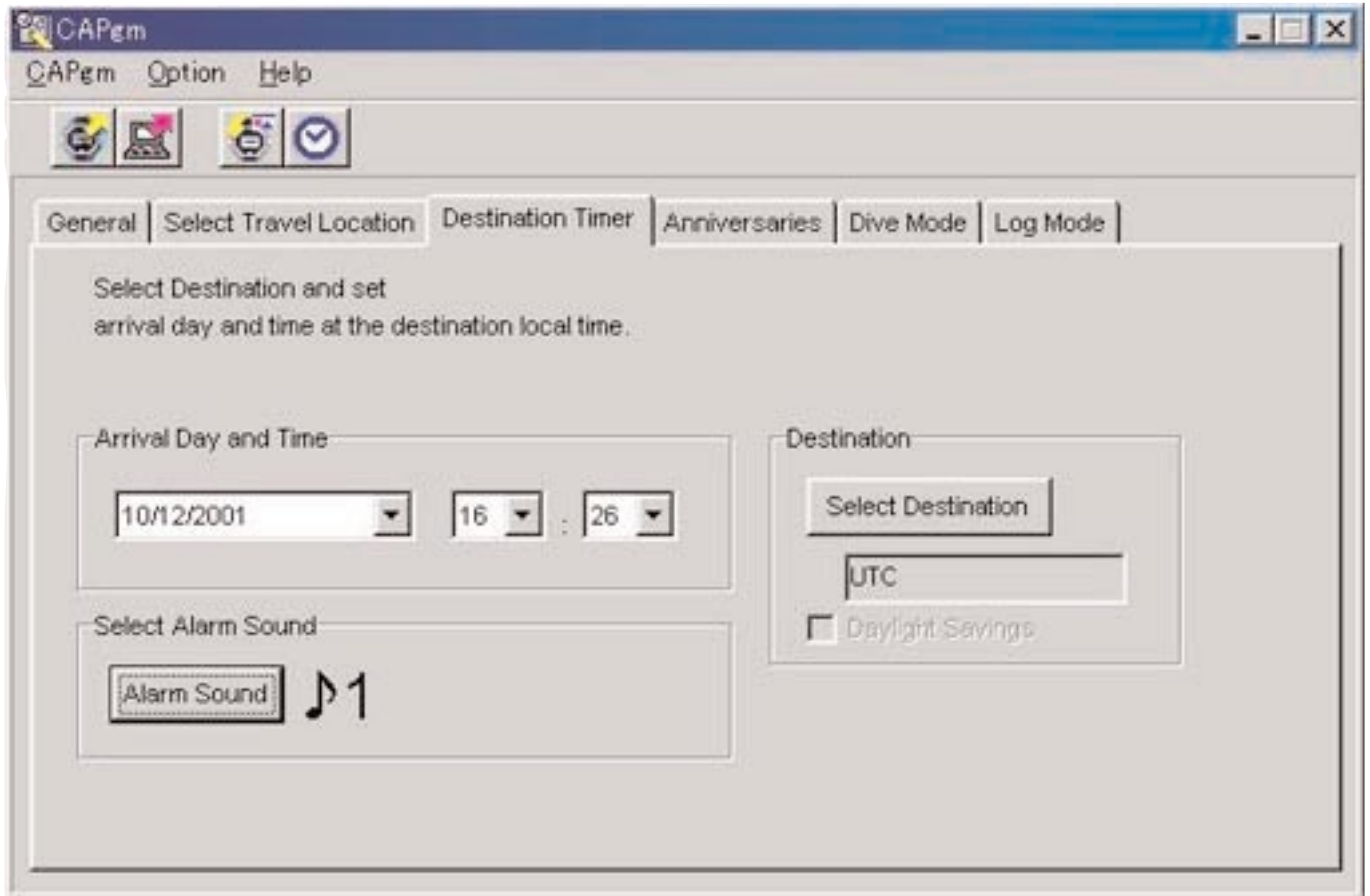 CAPgm
CAPgm Option Help
General Select Travel Location Destination Timer Anniversaries Dive Mode Log Mode
Select Destination and set
arrival day and time at the destination local time.
Arrival Day and Time
10/12/2001 16 : 26
Destination
Select Destination
UTC
Daylight Savings
Select Alarm Sound
Alarm Sound ♪1